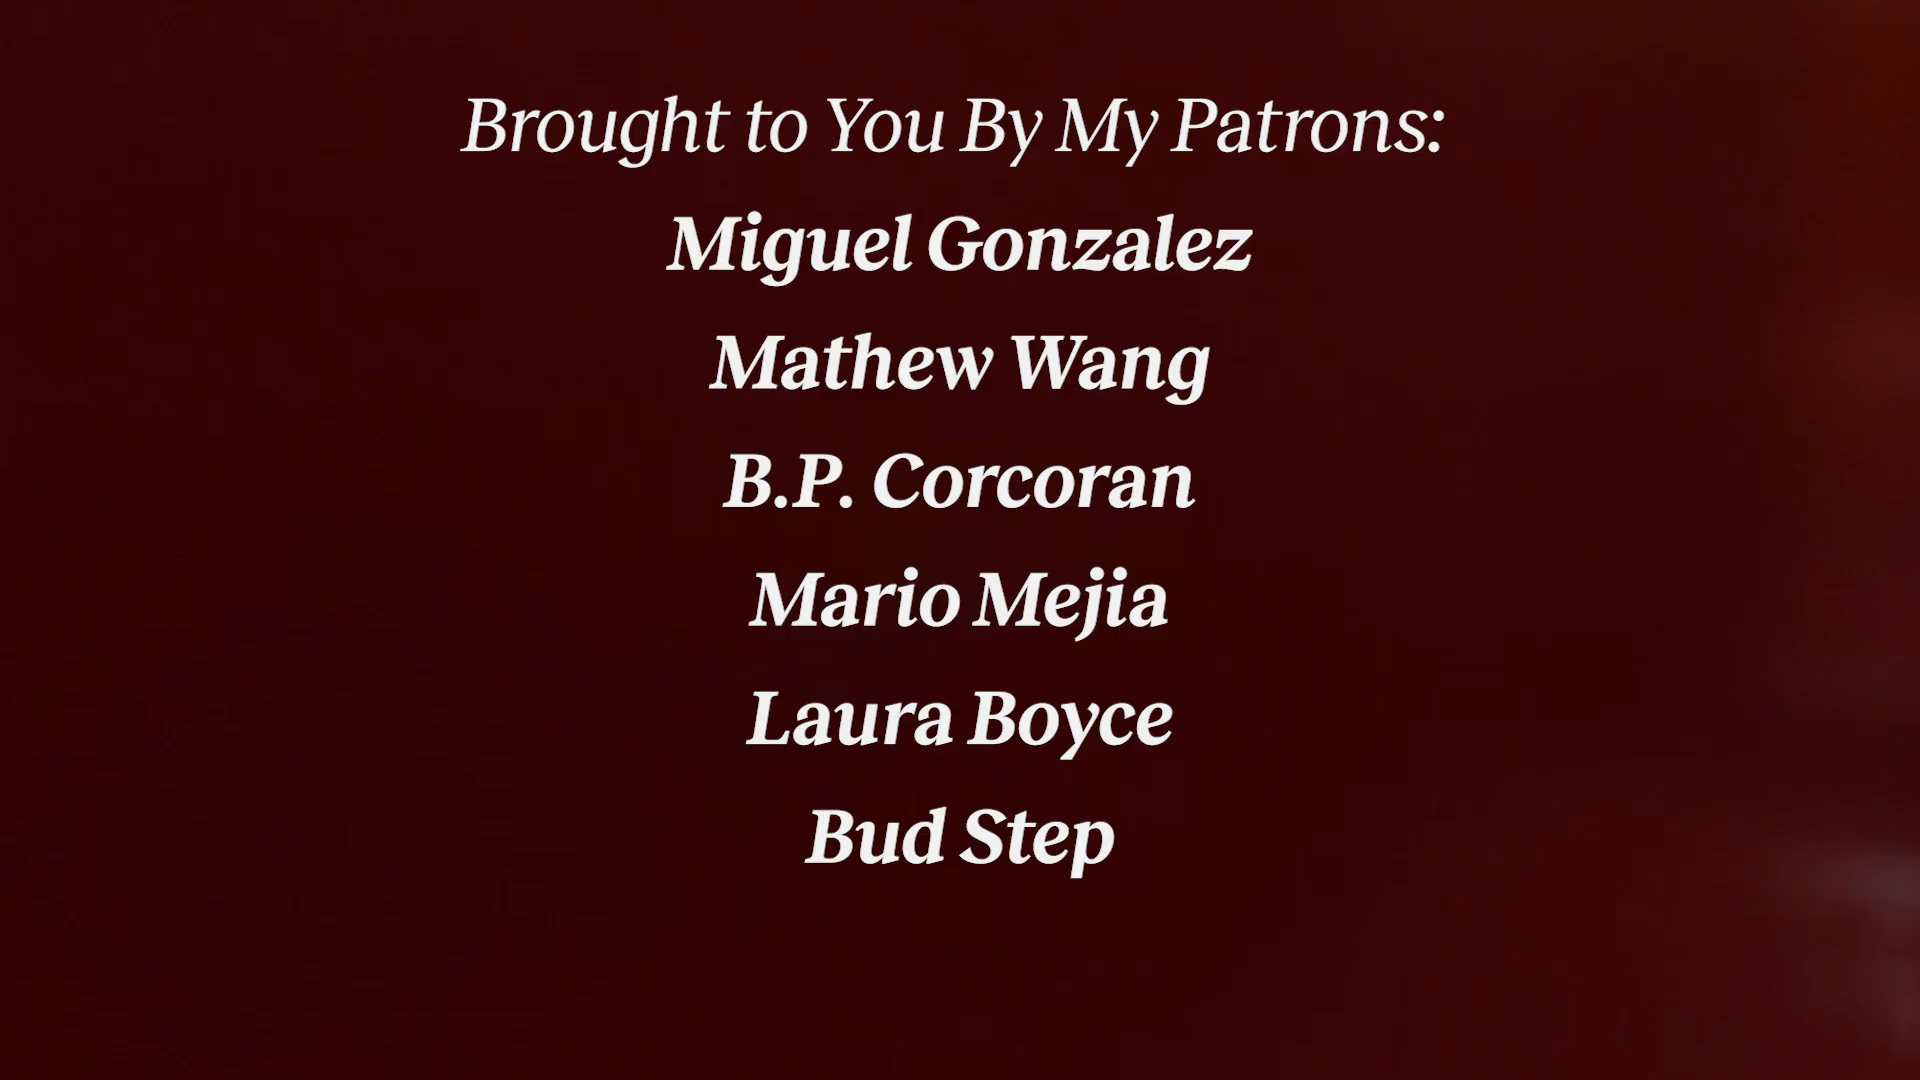 Brought to You By My Patrons:
Miguel Gonzalez
Mathew Wang
B.P. Corcoran
Mario Mejia
Laura Boyce
Bud Step